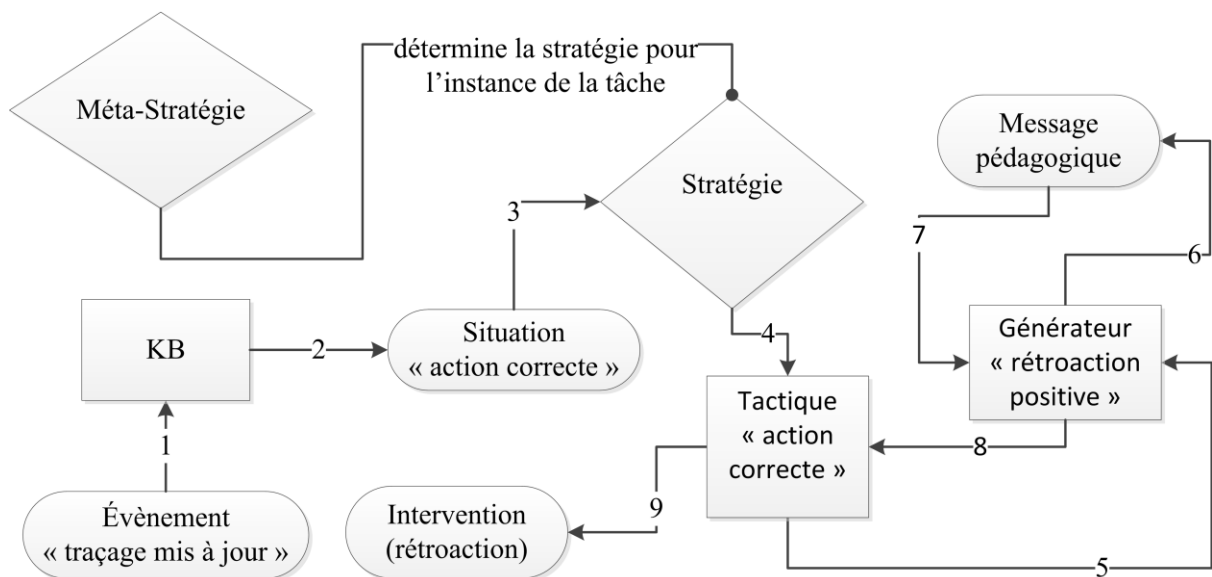 détermine la stratégie pour
l'instance de la tâche
Méta-Stratégie
Message
pédagogique
Stratégie
3
7
6
KB
2
Situation
« action correcte »
4
Générateur
« rétroaction
positive »
Tactique
« action
correcte »
1
8
9
Évènement
« traçage mis à jour »
Intervention
(rétroaction)
5